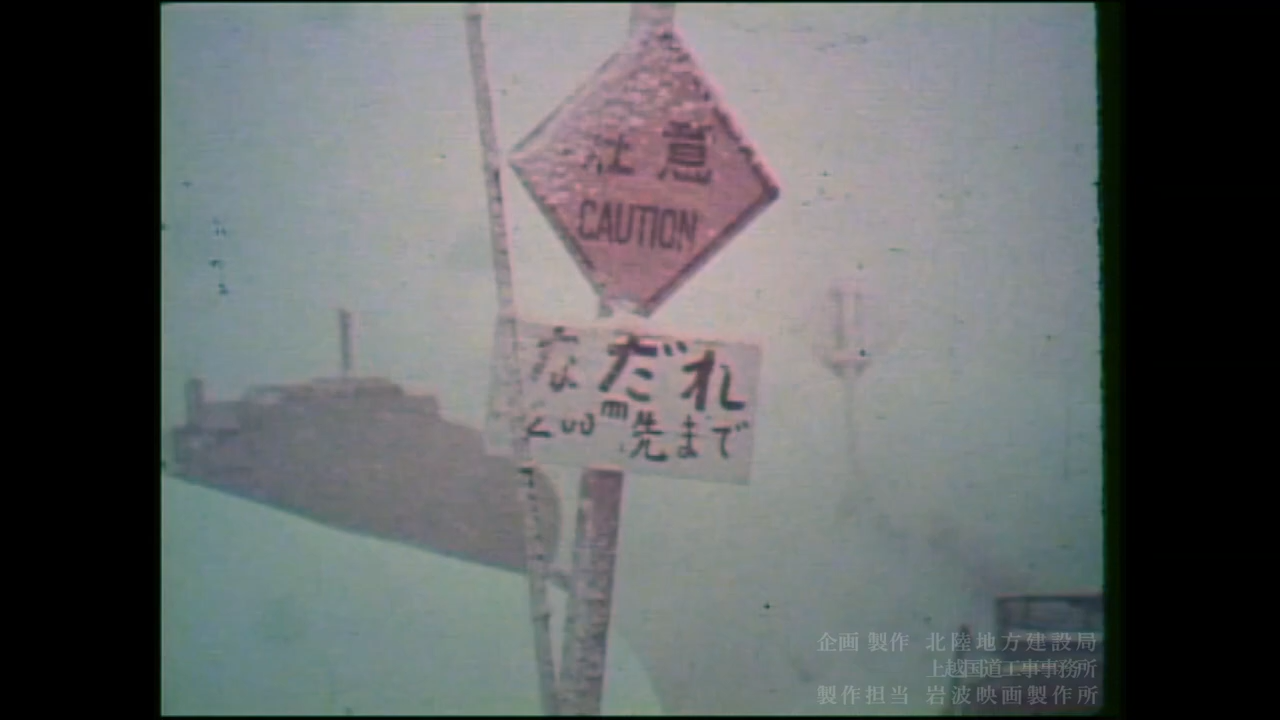 注意
CAUTION
なだれ
200m先まで
企画 製作 北陸地方建設局
上越国道工事事務所
製作担当 岩波映画製作所